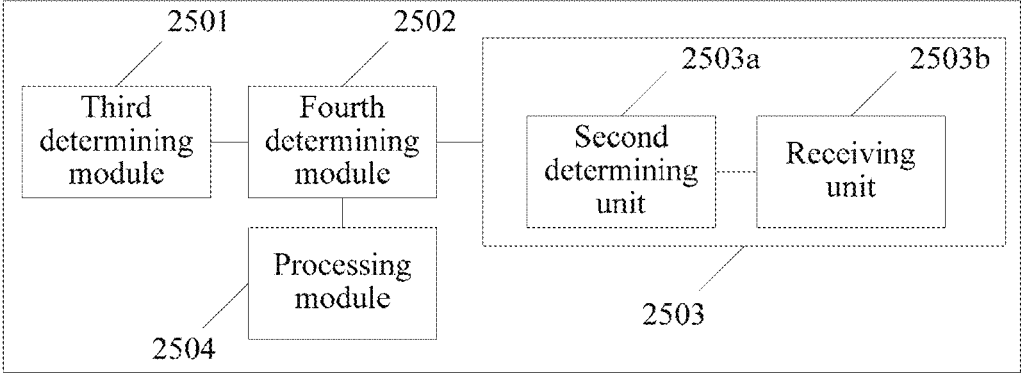 2501
2502
2503a
2503b
Third
determining
module
Fourth
determining
module
Second
determining
unit
Receiving
unit
Processing
module
2503
2504